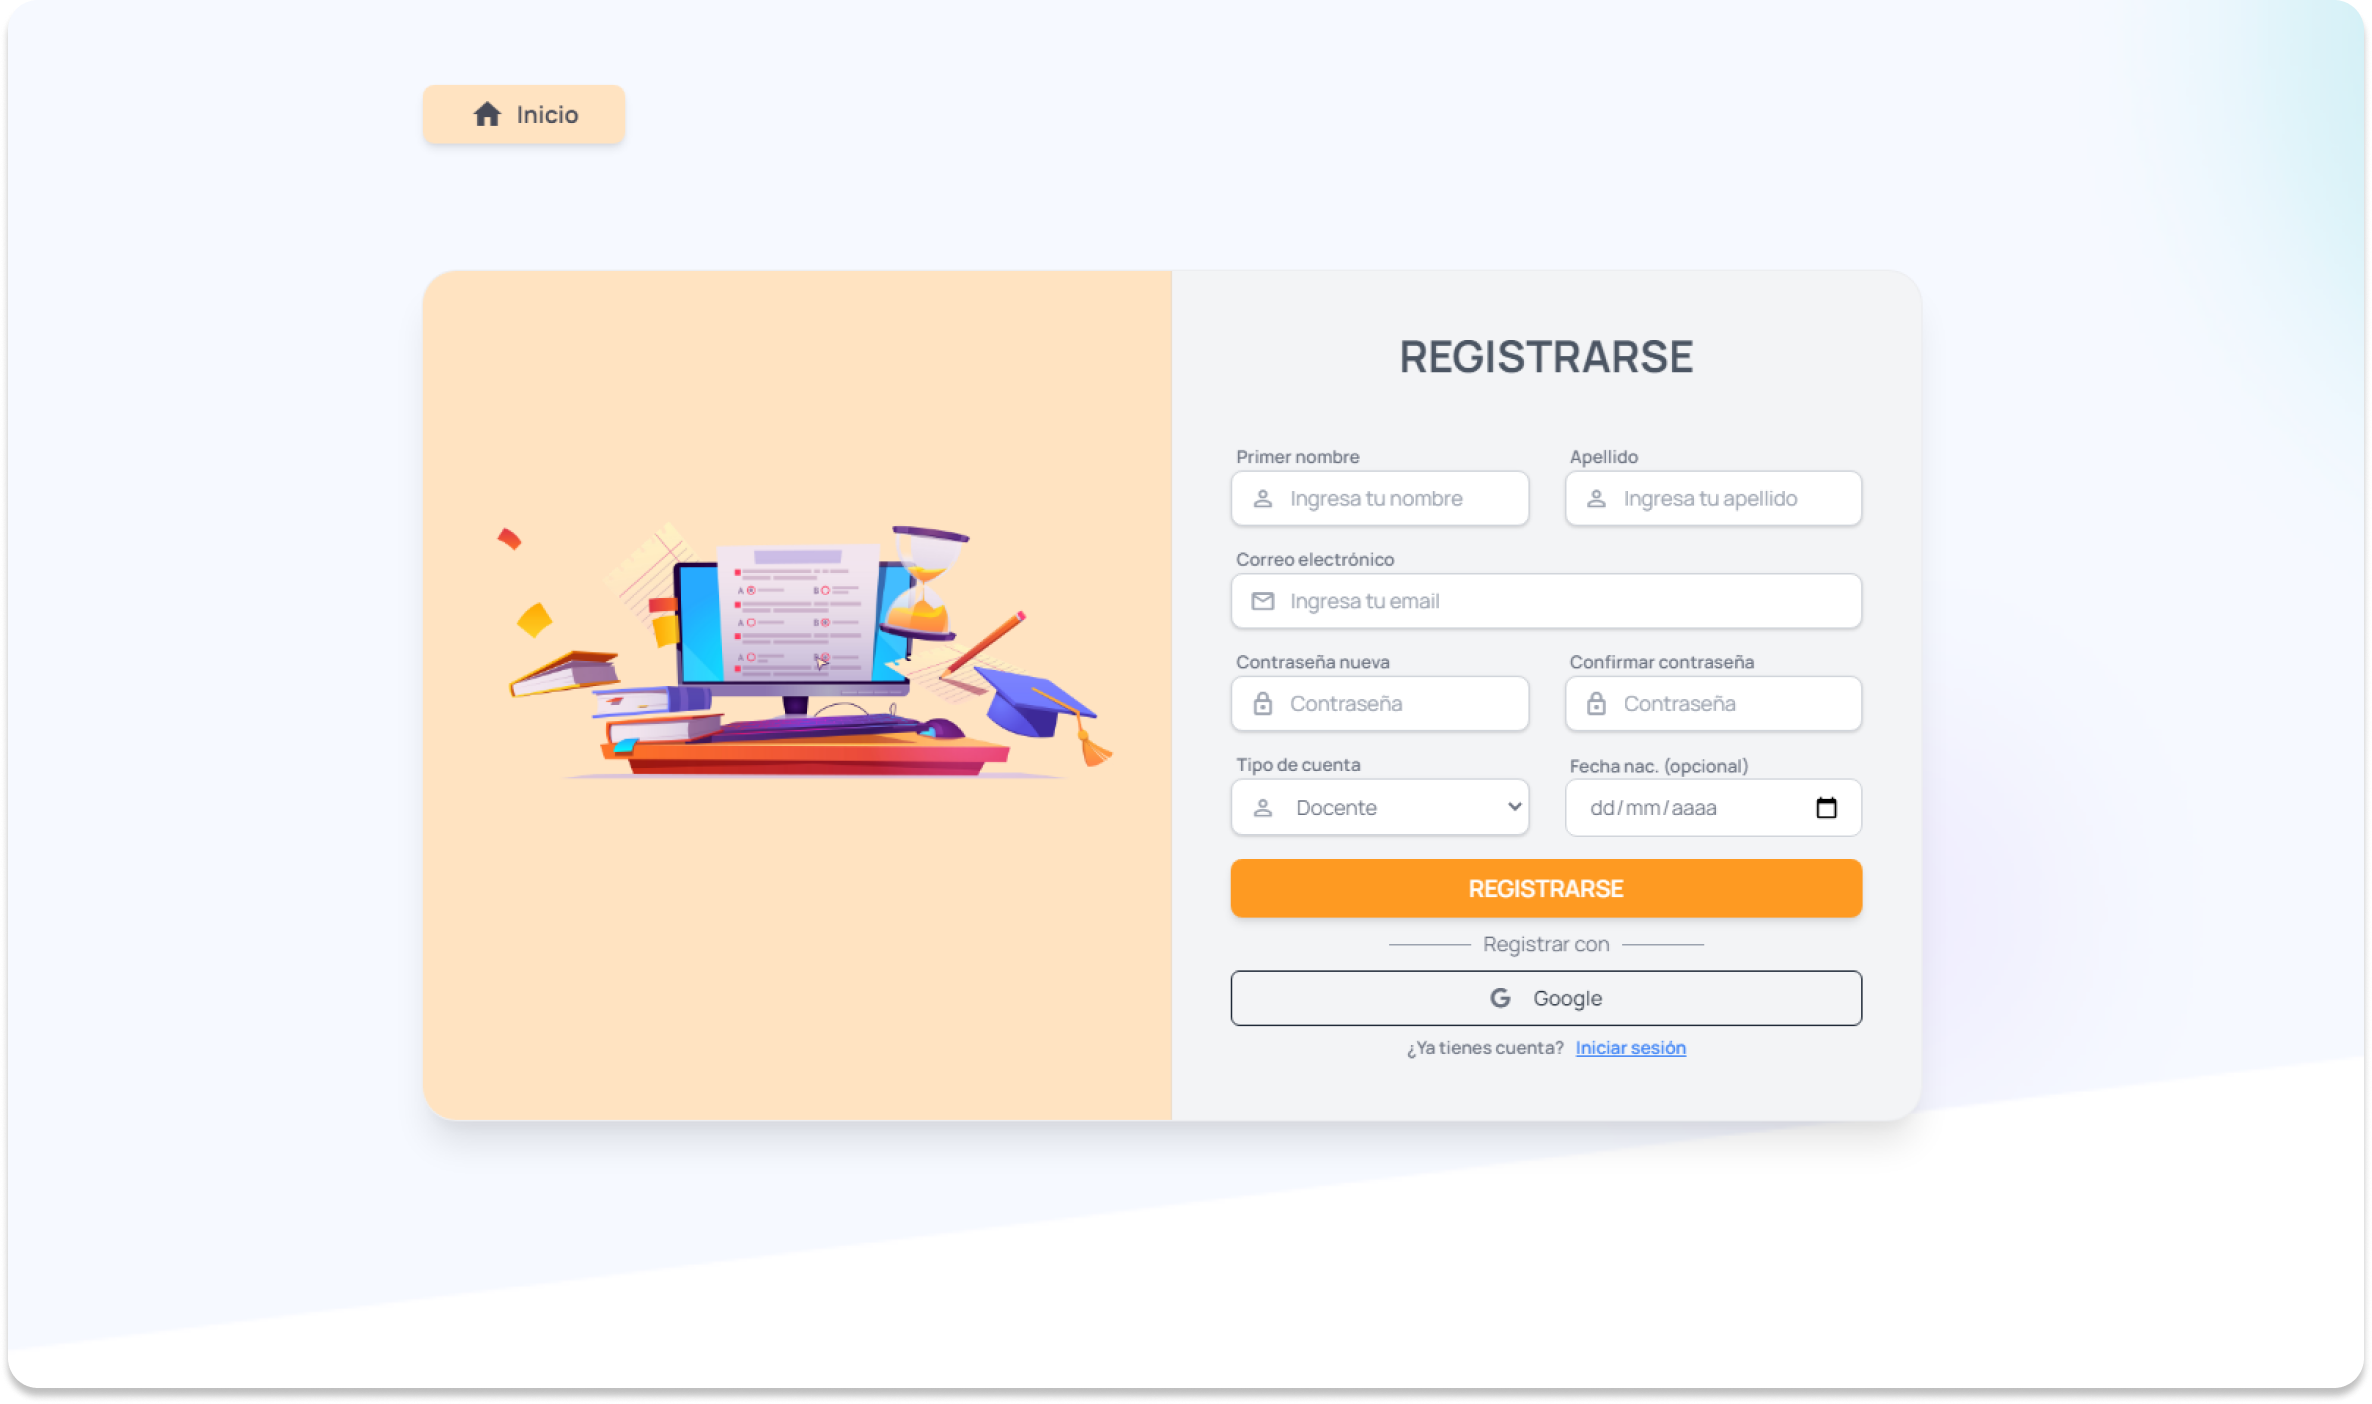 Inicio
REGISTRARSE
Primer nombre
Apellido
Ingresa tu nombre
Ingresa tu apellido
Correo electrónico
Ingresa tu email
Contraseña nueva
Confirmar contraseña
Contraseña
Contraseña
Tipo de cuenta
Fecha nac. (opcional)
Docente
dd/mm/aaaa
REGISTRARSE
Registrar con
G Google
¿Ya tienes cuenta? Iniciar sesión
A B
A B
A B